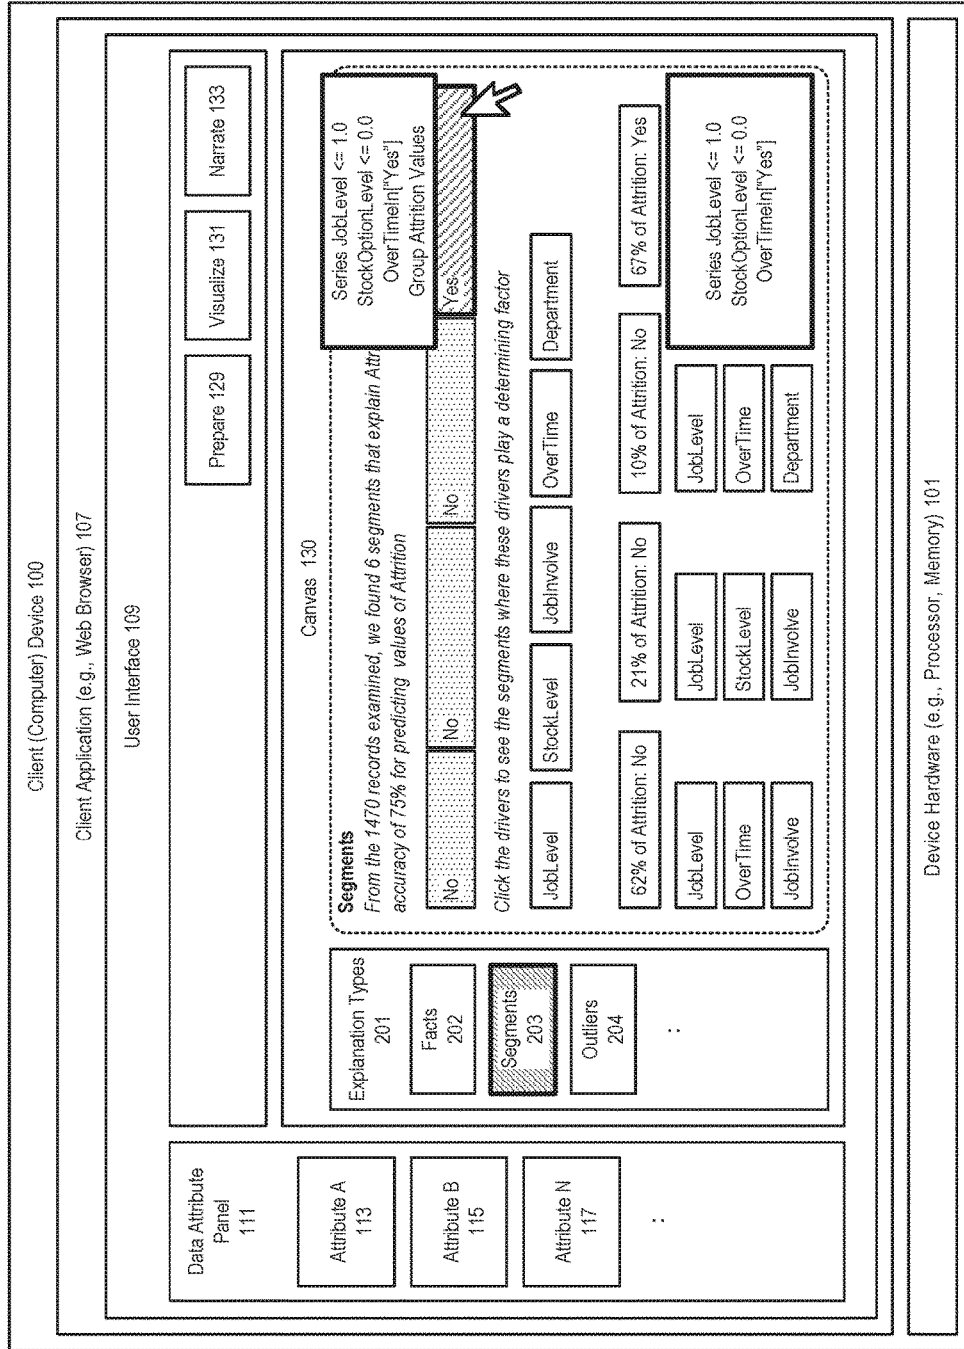 Client (Computer) Device 100
Client Application (e.g., Web Browser) 107
User Interface 109
Data Attribute
Panel
111
Attribute A
113
Attribute B
115
Attribute N
117
:
Prepare 129
Visualize 131
Narrate 133
Canvas 130
Explanation Types
201
Facts
202
Segments
203
Outliers
204
:
Segments
From the 1470 records examined, we found 6 segments that explain Attr
accuracy of 75% for predicting values of Attrition
Series JobLevel <= 1.0
StockOptionLevel <= 0.0
OverTimeIn["Yes"]
Group Attrition Values
No
No
No
Yes
Click the drivers to see the segments where these drivers play a determining factor
JobLevel
StockLevel
JobInvolve
OverTime
Department
62% of Attrition: No
21% of Attrition: No
10% of Attrition: No
67% of Attrition: Yes
JobLevel
OverTime
JobInvolve
JobLevel
StockLevel
JobInvolve
JobLevel
OverTime
Department
Series JobLevel <= 1.0
StockOptionLevel <= 0.0
OverTimeIn["Yes"]
Device Hardware (e.g., Processor, Memory) 101